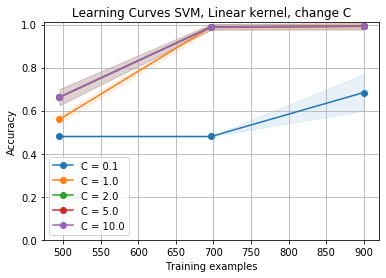 Learning Curves SVM, Linear kernel, change C
1.0
0.8
0.6
0.4
0.2
0.0
Accuracy
C = 0.1
C = 1.0
C = 2.0
C = 5.0
C = 10.0
500 550 600 650 700 750 800 850 900
Training examples